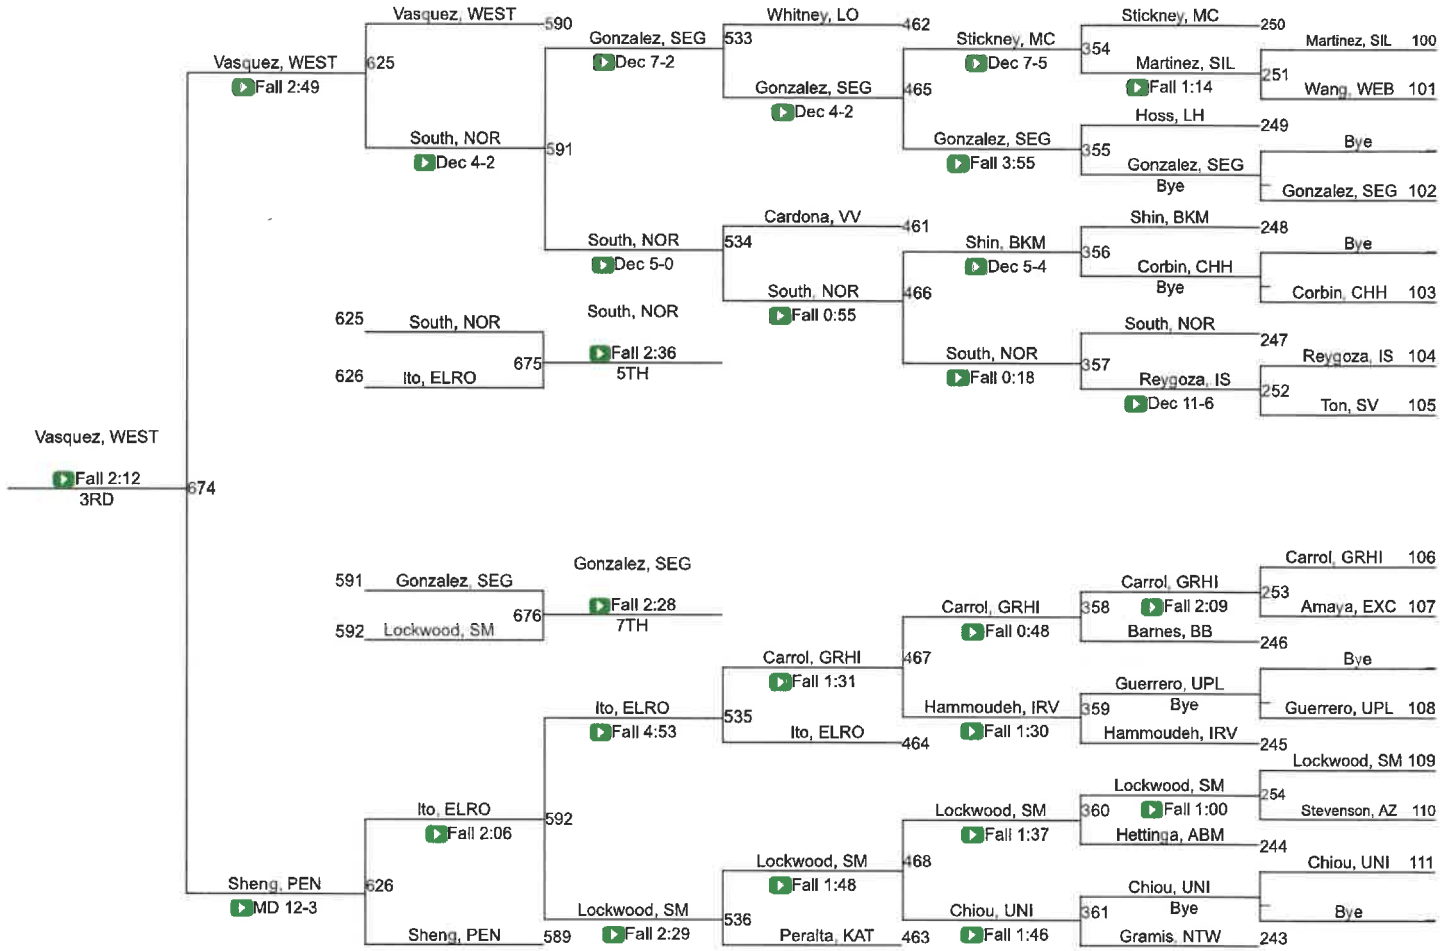 Vasquez, WEST
590
Whitney, LO
462
Stickney, MC
250
Gonzalez, SEG
533
Stickney, MC
354
Martinez, SIL 100
Dec 7-2
Dec 7-5
Vasquez, WEST
625
Martinez, SIL
251
Fall 2:49
Gonzalez, SEG
465
Fall 1:14
Wang, WEB 101
Dec 4-2
Hoss, LH
249
South, NOR
591
Gonzalez, SEG
355
Bye
Dec 4-2
Fall 3:55
Gonzalez, SEG
Bye
Gonzalez, SEG 102
Cardona, VV
461
Shin, BKM
248
South, NOR
534
Shin, BKM
356
Bye
Dec 5-0
Dec 5-4
Corbin, CHH
Bye
South, NOR
466
Corbin, CHH 103
Fall 0:55
625
South, NOR
South, NOR
South, NOR
247
675
Fall 2:36
5TH
South, NOR
357
Reygoza, IS 104
626
Ito, ELRO
Fall 0:18
Reygoza, IS
252
Dec 11-6
Ton, SV 105
Vasquez, WEST
Fall 2:12
3RD
674
Gonzalez, SEG
Carrol, GRHI 106
591
Gonzalez, SEG
Carrol, GRHI
253
676
Fall 2:28
7TH
Carrol, GRHI
358
Fall 2:09
Amaya, EXC 107
592
Lockwood, SM
Fall 0:48
Barnes, BB
246
Carrol, GRHI
467
Bye
Fall 1:31
Guerrero, UPL
Bye
Ito, ELRO
535
Hammoudeh, IRV
359
Guerrero, UPL 108
Fall 4:53
Ito, ELRO
464
Fall 1:30
Hammoudeh, IRV
245
Lockwood, SM 109
Lockwood, SM
254
Ito, ELRO
592
Lockwood, SM
360
Fall 1:00
Stevenson, AZ 110
Fall 2:06
Fall 1:37
Hettinga, ABM
244
Lockwood, SM
468
Chiou, UNI 111
Sheng, PEN
626
Fall 1:48
Chiou, UNI
MD 12-3
Lockwood, SM
536
Chiou, UNI
361
Bye
Bye
Sheng, PEN
589
Fall 2:29
Peralta, KAT
463
Fall 1:46
Gramis, NTW
243